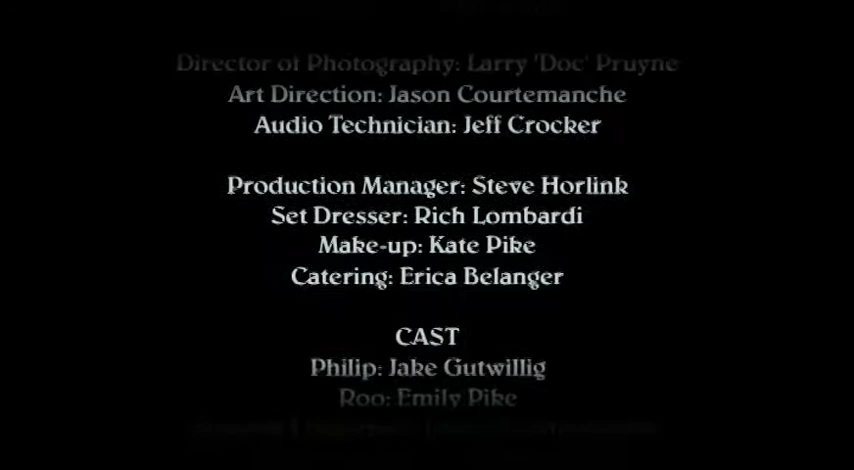 Director of Photography: Larry 'Doc' Pruyne
Art Direction: Jason Courtemanche
Audio Technician: Jeff Crocker
Production Manager: Steve Horlink
Set Dresser: Rich Lombardi
Make-up: Kate Pike
Catering: Erica Belanger
CAST
Philip: Jake Gutwillig
Roo: Emily Pike